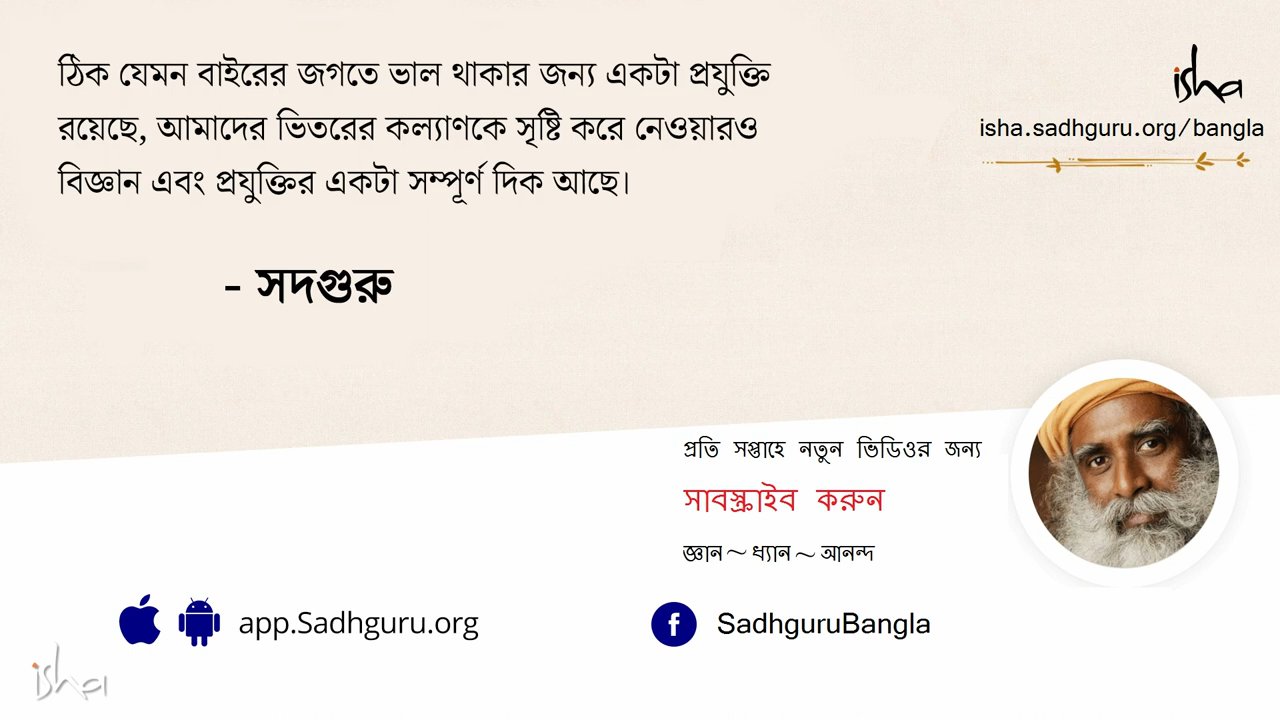 ঠিক যেমন বাইরের জগতে ভাল থাকার জন্য একটা প্রযুক্তি
রয়েছে, আমাদের ভিতরের কল্যাণকে সৃষ্টি করে নেওয়ারও
বিজ্ঞান এবং প্রযুক্তির একটা সম্পূর্ণ দিক আছে।
- সদগুরু
isha
isha.sadhguru.org/bangla
প্রতি সপ্তাহে নতুন ভিডিওর জন্য
সাবস্ক্রাইব করুন
জ্ঞান ~ ধ্যান ~ আনন্দ
app.Sadhguru.org
f SadhguruBangla
isha